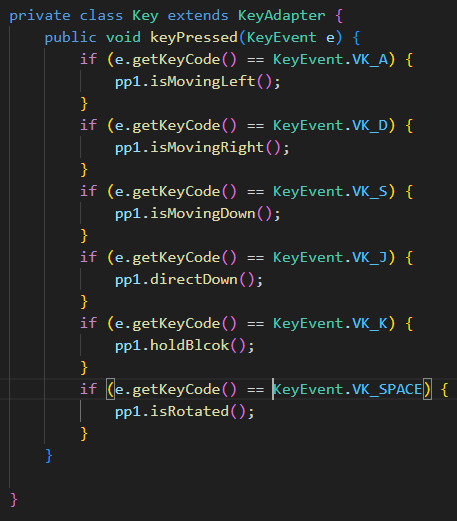 private class Key extends KeyAdapter {
    public void keyPressed(KeyEvent e) {
        if (e.getKeyCode() == KeyEvent.VK_A) {
            pp1.isMovingLeft();
        }
        if (e.getKeyCode() == KeyEvent.VK_D) {
            pp1.isMovingRight();
        }
        if (e.getKeyCode() == KeyEvent.VK_S) {
            pp1.isMovingDown();
        }
        if (e.getKeyCode() == KeyEvent.VK_J) {
            pp1.directDown();
        }
        if (e.getKeyCode() == KeyEvent.VK_K) {
            pp1.holdBlcok();
        }
        if (e.getKeyCode() == KeyEvent.VK_SPACE) {
            pp1.isRotated();
        }
    }

}